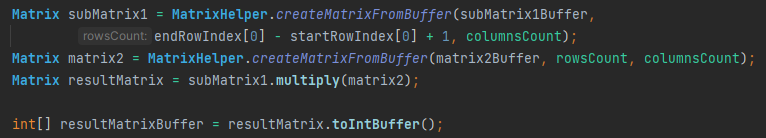 Matrix subMatrix1 = MatrixHelper.createMatrixFromBuffer(subMatrix1Buffer,
rowsCount: endRowIndex[0] - startRowIndex[0] + 1, columnsCount);
Matrix matrix2 = MatrixHelper.createMatrixFromBuffer(matrix2Buffer, rowsCount, columnsCount);
Matrix resultMatrix = subMatrix1.multiply(matrix2);
int[] resultMatrixBuffer = resultMatrix.toIntBuffer();